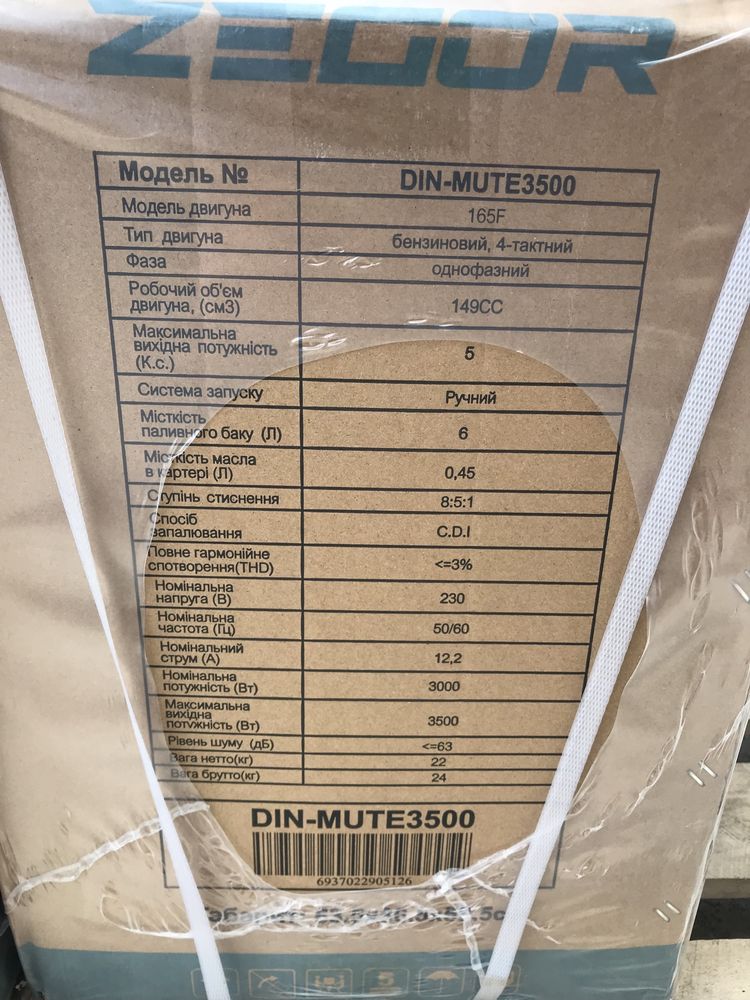 ZEGOR
Модель № DIN-MUTE3500
Модель двигуна 165F
Тип двигуна бензиновий, 4-тактний
Фаза однофазний
Робочий об'єм
двигуна, (см3) 149CC
Максимальна
вихідна потужність
(К.с.) 5
Система запуску Ручний
Місткість
паливного баку (Л) 6
Місткість масла
в картері (Л) 0,45
Ступінь стиснення 8:5:1
Спосіб
запалювання C.D.I
Повне гармонійне
спотворення(THD) <=3%
Номінальна
напруга (В) 230
Номінальна
частота (Гц) 50/60
Номінальний
струм (А) 12,2
Номінальна
потужність (Вт) 3000
Максимальна
вихідна
потужність (Вт) 3500
Рівень шуму (дБ) <=63
Вага нетто(кг) 22
Вага брутто(кг) 24
DIN-MUTE3500
6937022905126
5